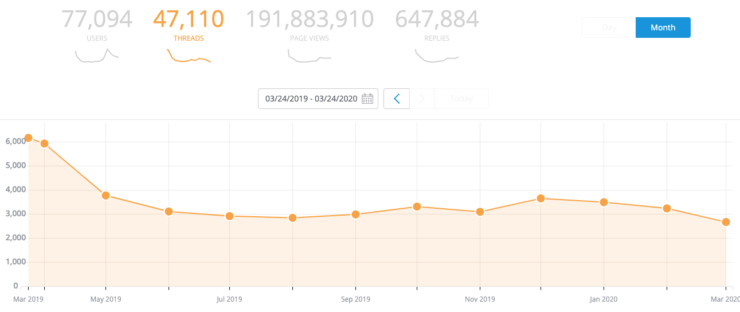 77,094 47,110 191,883,910 647,884
USERS THREADS PAGE VIEWS REPLIES
Month
03/24/2019 - 03/24/2020
Today
6,000
5,000
4,000
3,000
2,000
1,000
0
Mar 2019 May 2019 Jul 2019 Sep 2019 Nov 2019 Jan 2020 Mar 2020